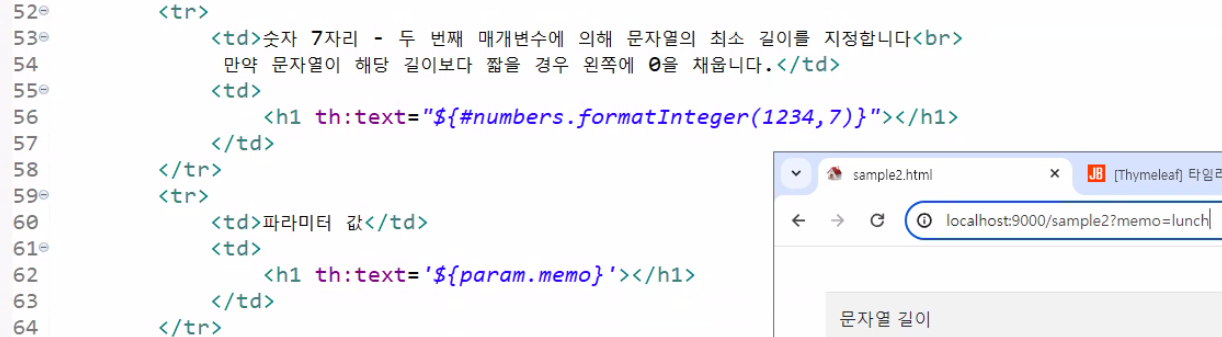 52 <tr>
53 <td>숫자 7자리 - 두 번째 매개변수에 의해 문자열의 최소 길이를 지정합니다<br>
54 만약 문자열이 해당 길이보다 짧을 경우 왼쪽에 0을 채웁니다.</td>
55 <td>
56 <h1 th:text="${#numbers.formatInteger(1234,7)}"></h1>
57 </td>
58 </tr>
59 <tr>
60 <td>파라미터 값</td>
61 <td>
62 <h1 th:text='${param.memo}'></h1>
63 </td>
64 </tr>
sample2.html
JB [Thymeleaf] 타임리
localhost:9000/sample2?memo=lunch
문자열 길이